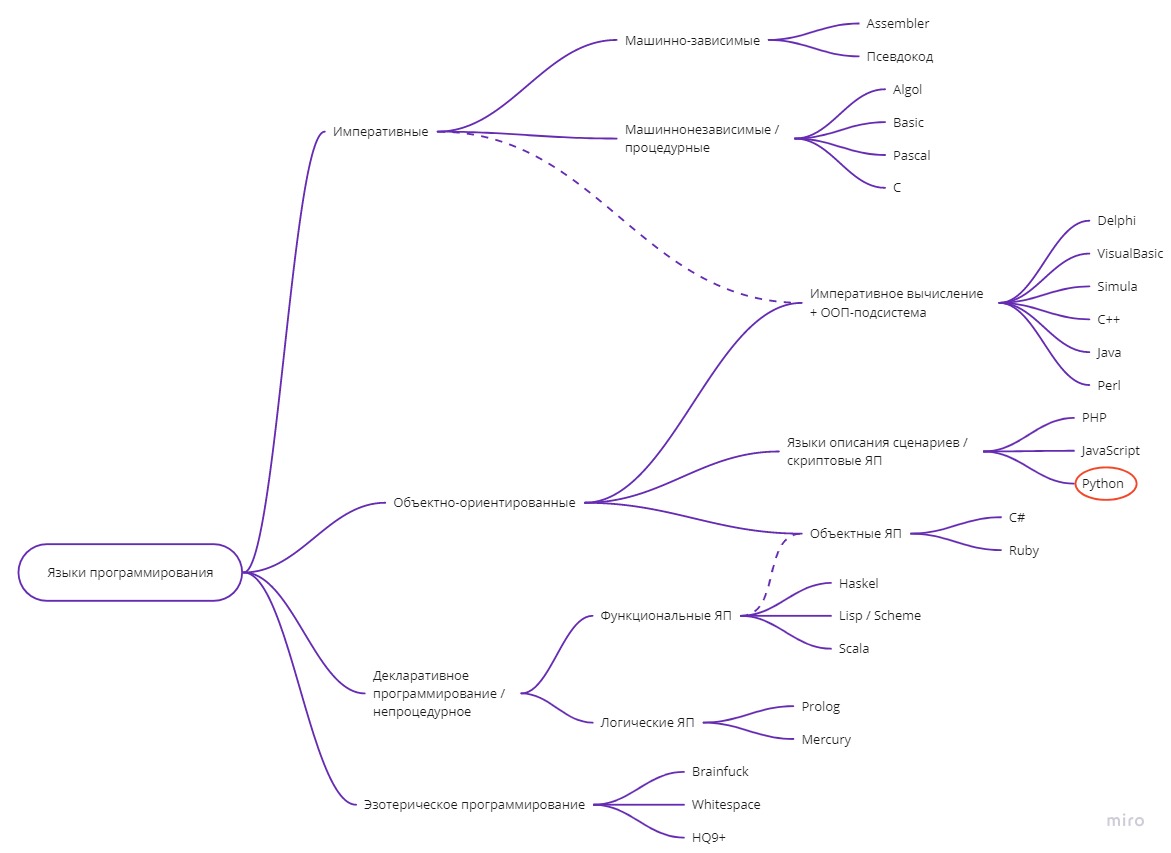 Assembler
Машинно-зависимые
Псевдокод
Algol
Basic
Императивные
Машиннонезависимые /
процедурные
Pascal
C
Delphi
VisualBasic
Императивное вычисление
+ ООП-подсистема
Simula
C++
Java
Perl
PHP
Языки описания сценариев /
скриптовые ЯП
JavaScript
Python
Объектно-ориентированные
C#
Объектные ЯП
Ruby
Языки программирования
Haskel
Функциональные ЯП
Lisp / Scheme
Scala
Декларативное
программирование /
непроцедурное
Prolog
Логические ЯП
Mercury
Brainfuck
Эзотерическое программирование
Whitespace
HQ9+
miro